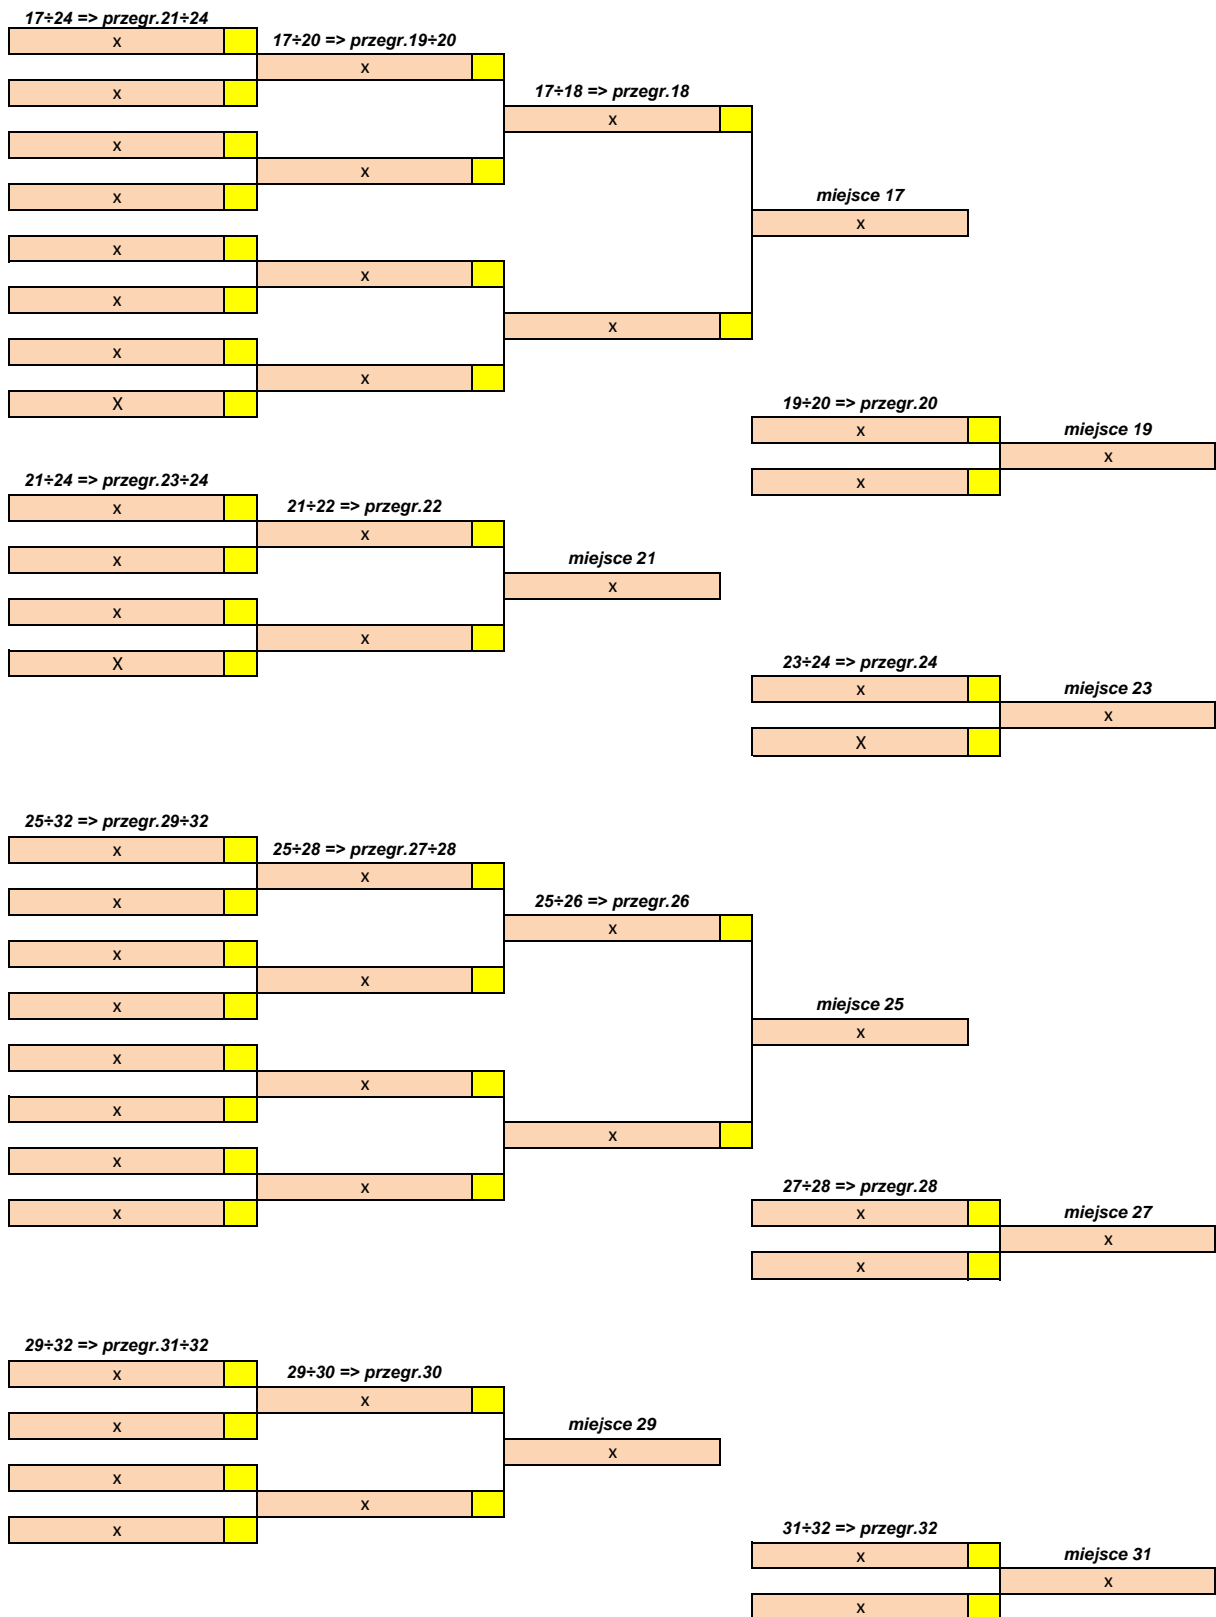 17÷24 => przegr.21÷24
x
17÷20 => przegr.19÷20
x
x
17÷18 => przegr.18
x
x
x
x
miejsce 17
x
x
x
x
x
x
x
x
19÷20 => przegr.20
X
x
miejsce 19
x
21÷24 => przegr.23÷24
x
x
21÷22 => przegr.22
x
miejsce 21
x
x
x
x
23÷24 => przegr.24
X
x
miejsce 23
x
X
25÷32 => przegr.29÷32
x
25÷28 => przegr.27÷28
x
x
25÷26 => przegr.26
x
x
x
x
miejsce 25
x
x
x
x
x
x
x
27÷28 => przegr.28
x
x
miejsce 27
x
x
29÷32 => przegr.31÷32
x
29÷30 => przegr.30
x
x
miejsce 29
x
x
x
x
31÷32 => przegr.32
x
miejsce 31
x
x